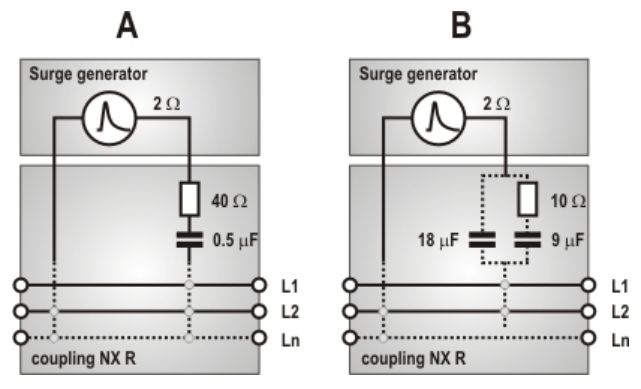 A
Surge generator
2 Ω
40 Ω
0.5 µF
L1
L2
Ln
coupling NX R
B
Surge generator
2 Ω
10 Ω
18 µF
9 µF
L1
L2
Ln
coupling NX R